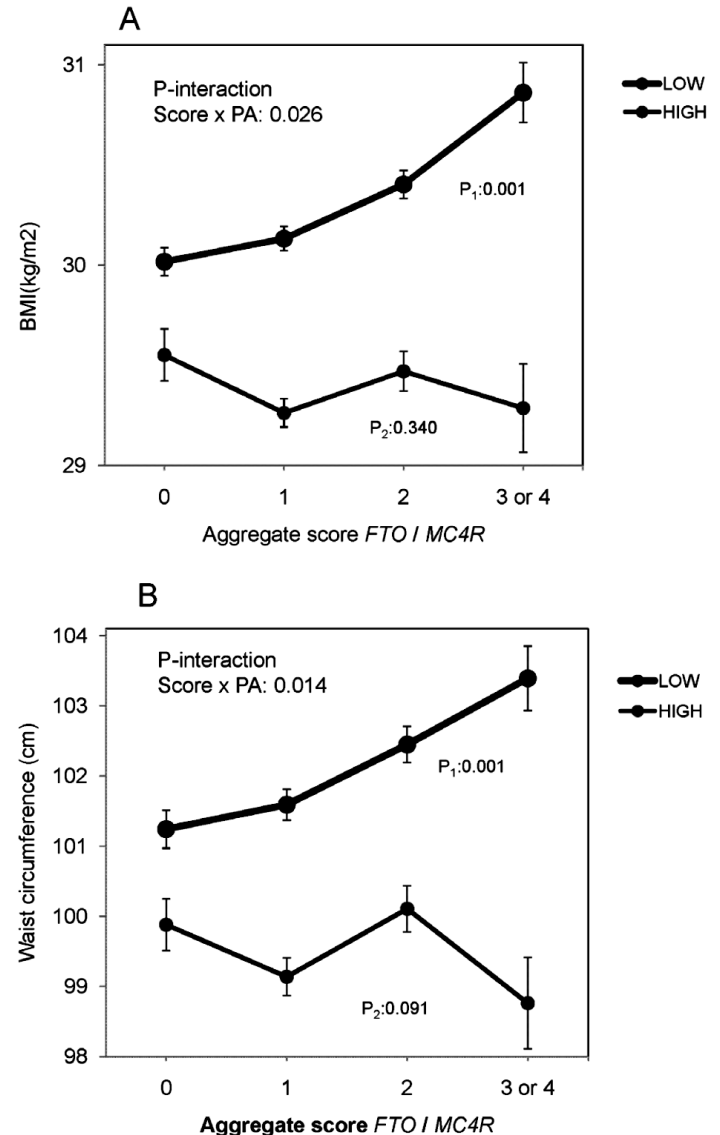 A
31
P-interaction
Score x PA: 0.026
LOW
HIGH
P₁:0.001
30
BMI(kg/m2)
P₂:0.340
29
0 1 2 3 or 4
Aggregate score FTO / MC4R
B
104
P-interaction
Score x PA: 0.014
LOW
HIGH
103
P₁:0.001
102
Waist circumference (cm)
101
100
99
P₂:0.091
98
0 1 2 3 or 4
Aggregate score FTO / MC4R